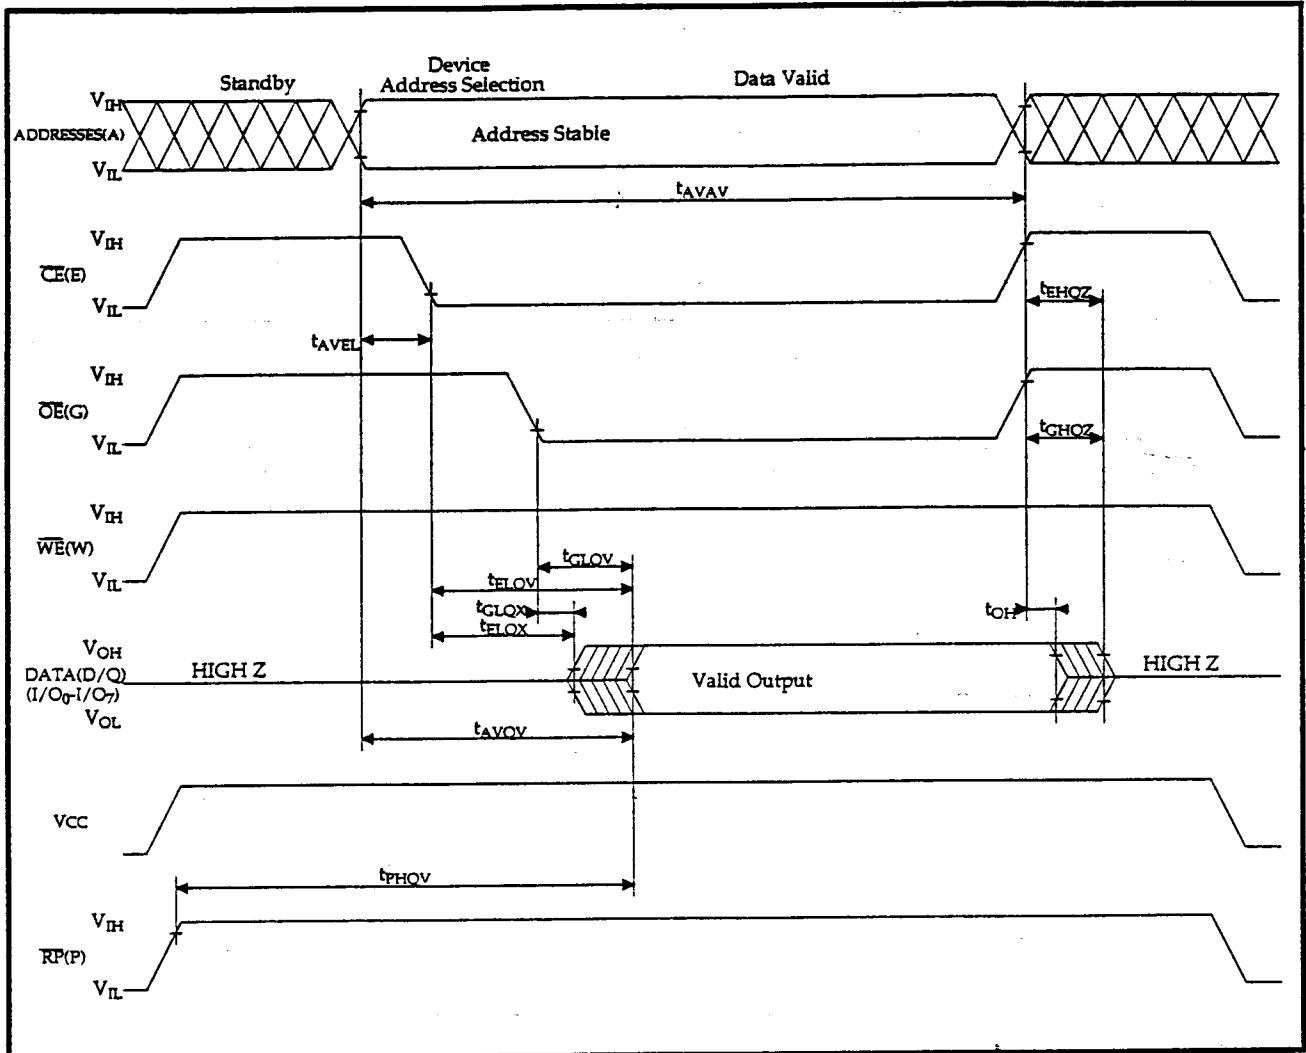 Standby
Device
Address Selection
Data Valid
VIH
ADDRESSES(A)
Address Stable
VIL
tAVAV
VIH
CE(E)
VIL
tEHQZ
tAVEL
VIH
OE(G)
VIL
tGHQZ
VIH
WE(W)
VIL
tGLQV
tELQV
tGLQX
tOH
tELQX
VOH
DATA(D/Q)
(I/O0-I/O7)
VOL
HIGH Z
Valid Output
HIGH Z
tAVQV
VCC
tPHQV
VIH
RP(P)
VIL